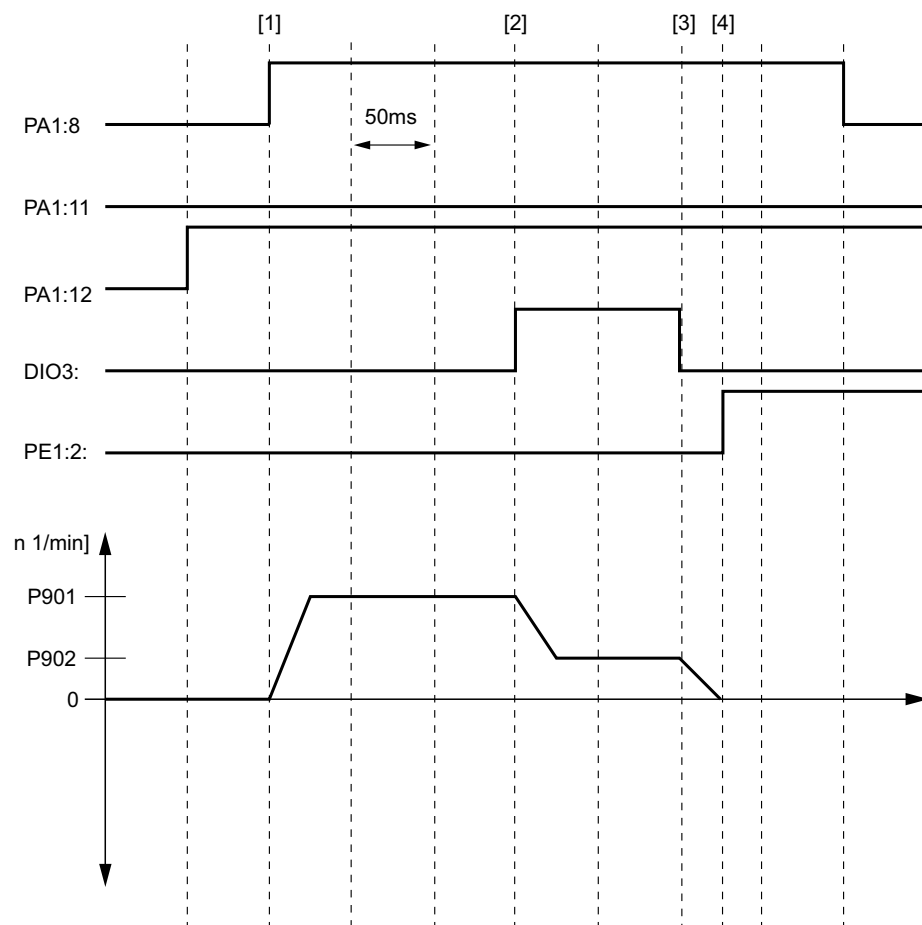 [1] [2] [3] [4]
PA1:8
50ms
PA1:11
PA1:12
DIO3:
PE1:2:
n 1/min]
P901
P902
0